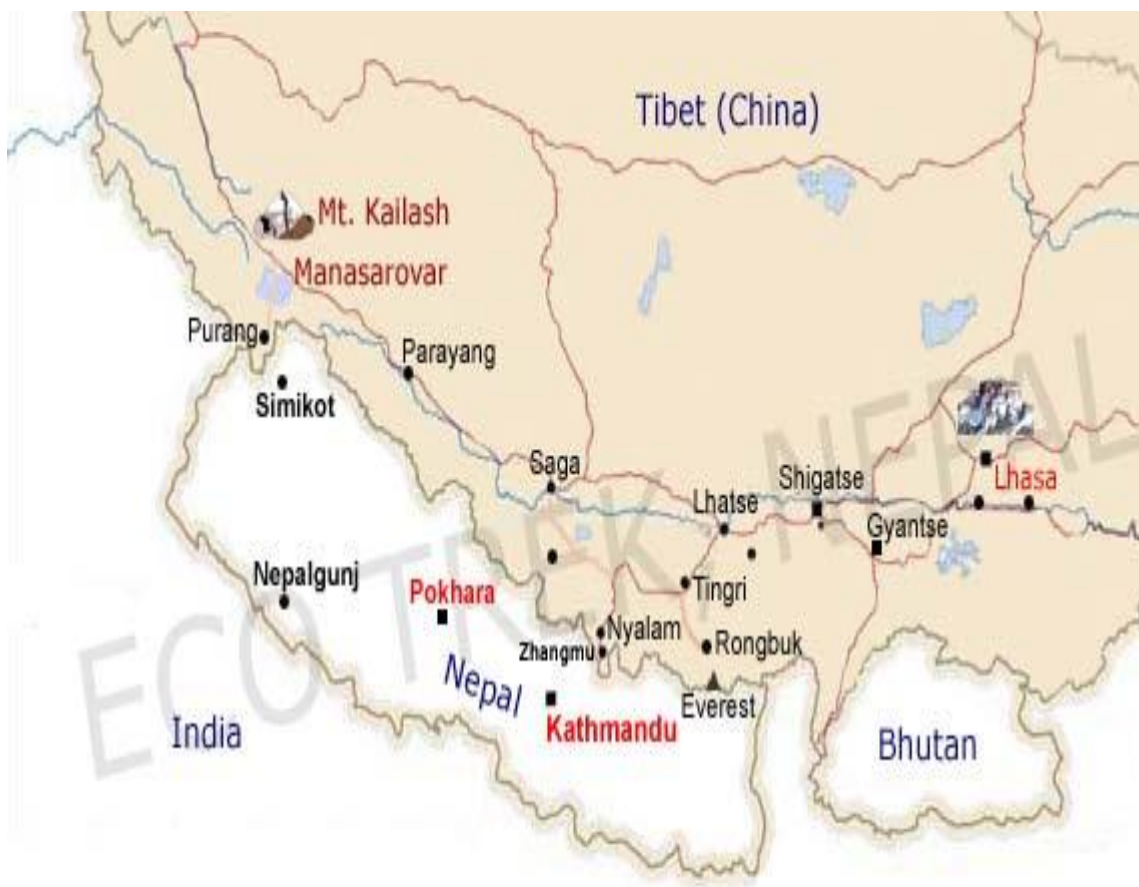 Tibet (China)
Mt. Kailash
Manasarovar
Purang
Parayang
Simikot
Saga
Shigatse
Lhasa
Lhatse
Gyantse
Nepalgunj
Pokhara
Tingri
Nyalam
Zhangmu
Rongbuk
Nepal
Everest
India
Kathmandu
Bhutan
ECO TREK NEPAL